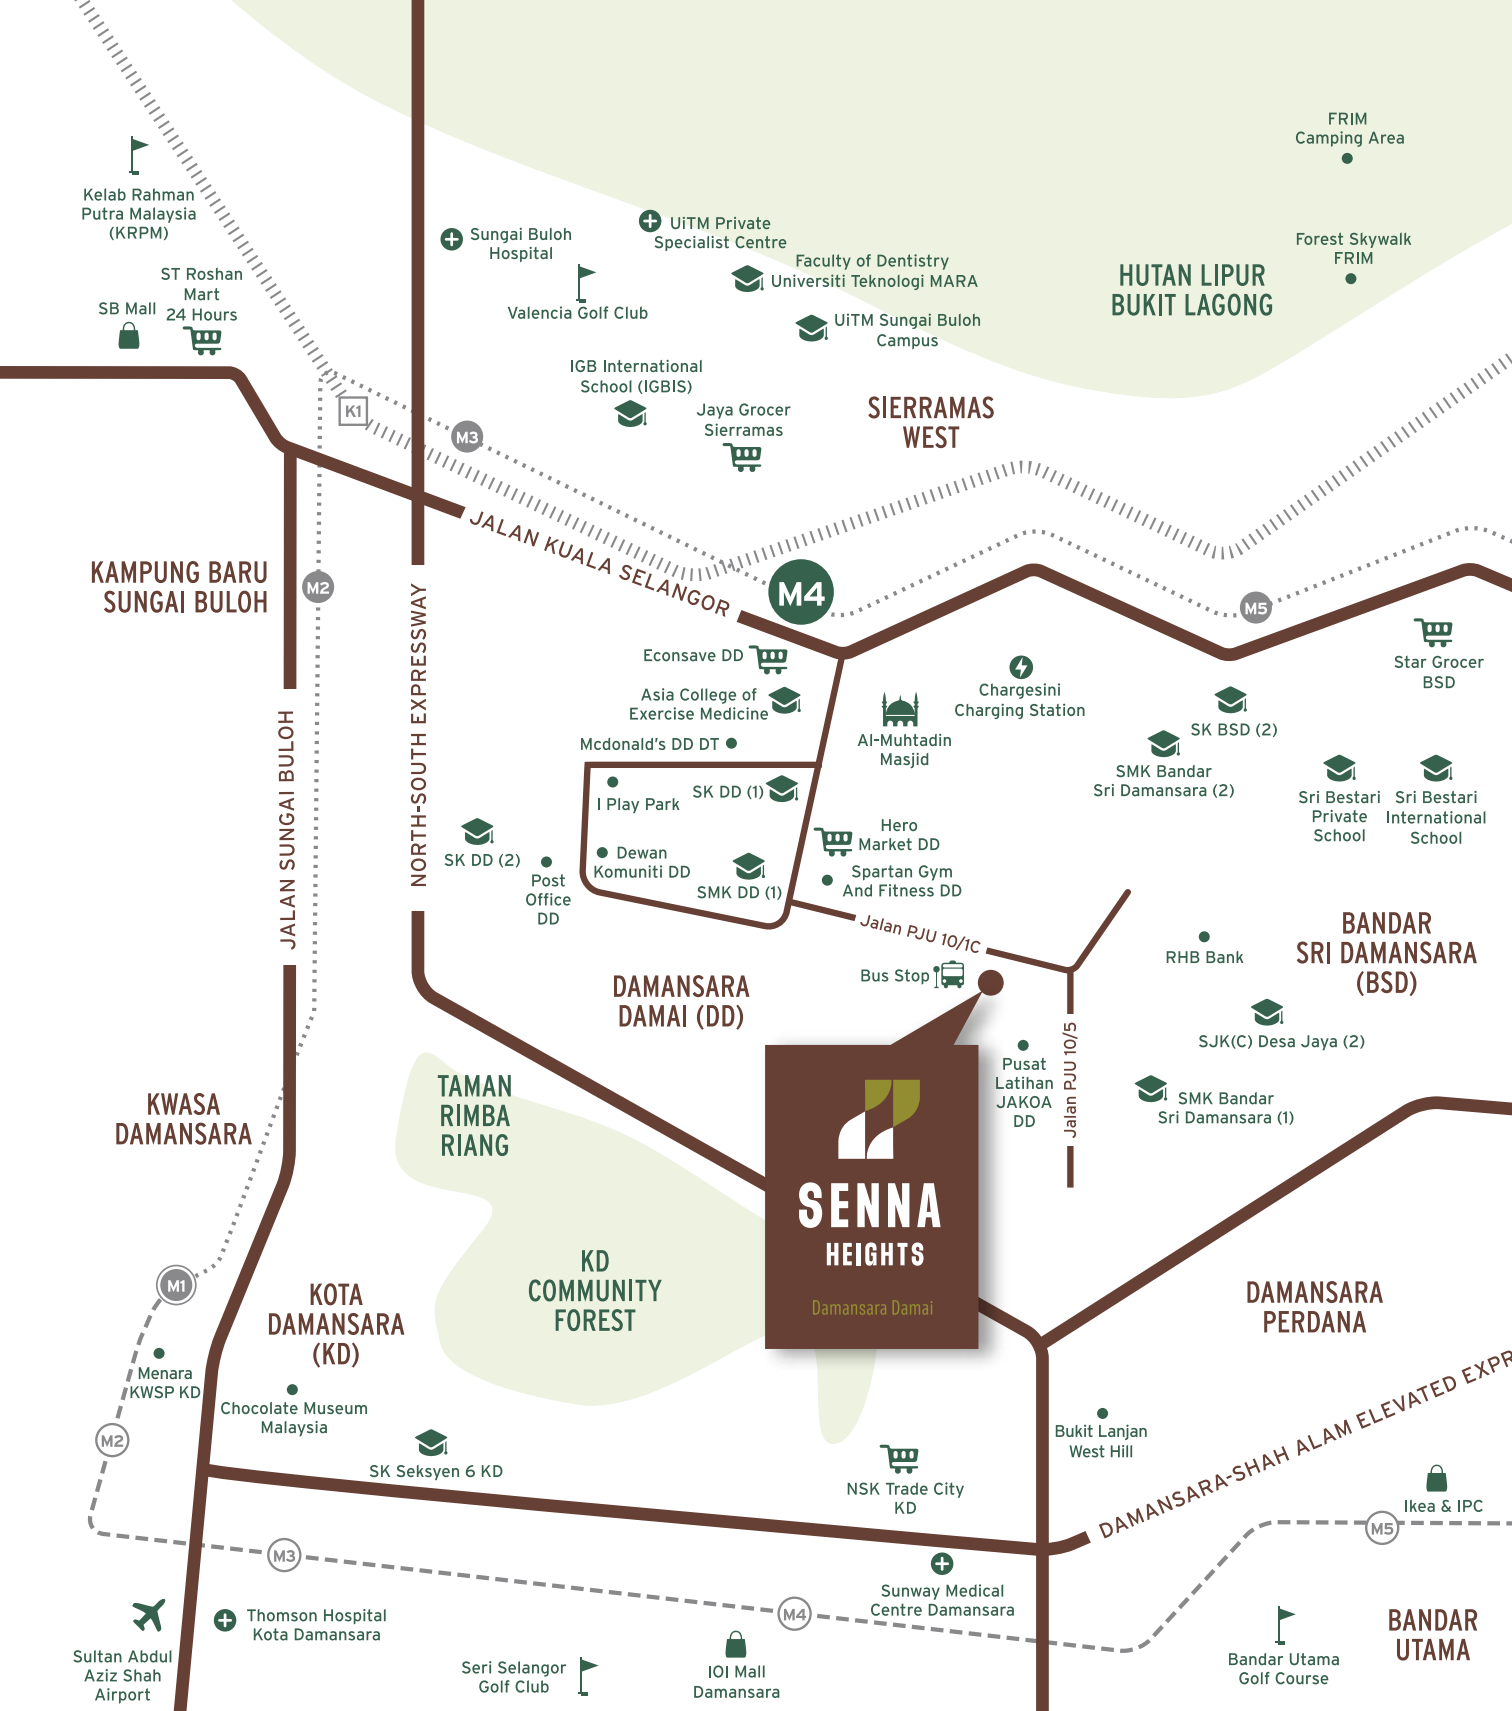 FRIM
Camping Area
Kelab Rahman
Putra Malaysia
(KRPM)
Sungai Buloh
Hospital
UiTM Private
Specialist Centre
Forest Skywalk
FRIM
Faculty of Dentistry
Universiti Teknologi MARA
HUTAN LIPUR
BUKIT LAGONG
ST Roshan
Mart
24 Hours
SB Mall
Valencia Golf Club
UiTM Sungai Buloh
Campus
IGB International
School (IGBIS)
Jaya Grocer
Sierramas
SIERRAMAS
WEST
K1
M3
JALAN KUALA SELANGOR
KAMPUNG BARU
SUNGAI BULOH
M2
M4
M5
NORTH-SOUTH EXPRESSWAY
JALAN SUNGAI BULOH
Econsave DD
Asia College of
Exercise Medicine
Mcdonald's DD DT
Al-Muhtadin
Masjid
Chargesini
Charging Station
Star Grocer
BSD
SK BSD (2)
SMK Bandar
Sri Damansara (2)
Sri Bestari
Private
School
Sri Bestari
International
School
I Play Park
SK DD (1)
Dewan
Komuniti DD
SMK DD (1)
SK DD (2)
Post
Office
DD
Hero
Market DD
Spartan Gym
And Fitness DD
Jalan PJU 10/1C
Bus Stop
RHB Bank
BANDAR
SRI DAMANSARA
(BSD)
DAMANSARA
DAMAI (DD)
SJK(C) Desa Jaya (2)
Pusat
Latihan
JAKOA
DD
Jalan PJU 10/5
SMK Bandar
Sri Damansara (1)
KWASA
DAMANSARA
TAMAN
RIMBA
RIANG
SENNA
HEIGHTS
Damansara Damai
KD
COMMUNITY
FOREST
M1
KOTA
DAMANSARA
(KD)
DAMANSARA
PERDANA
Menara
KWSP KD
Chocolate Museum
Malaysia
M2
SK Seksyen 6 KD
NSK Trade City
KD
Bukit Lanjan
West Hill
DAMANSARA-SHAH ALAM ELEVATED EXPR
Ikea & IPC
M5
M3
Sunway Medical
Centre Damansara
M4
Thomson Hospital
Kota Damansara
Sultan Abdul
Aziz Shah
Airport
Seri Selangor
Golf Club
IOI Mall
Damansara
Bandar Utama
Golf Course
BANDAR
UTAMA